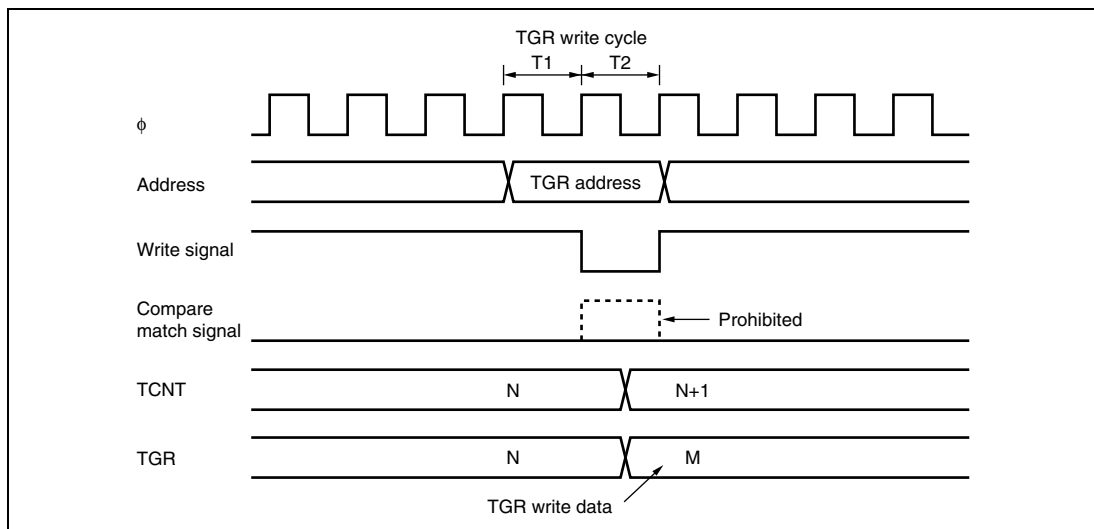 TGR write cycle
T1 T2
ϕ
Address TGR address
Write signal
Compare
match signal Prohibited
TCNT N N+1
TGR N M
TGR write data